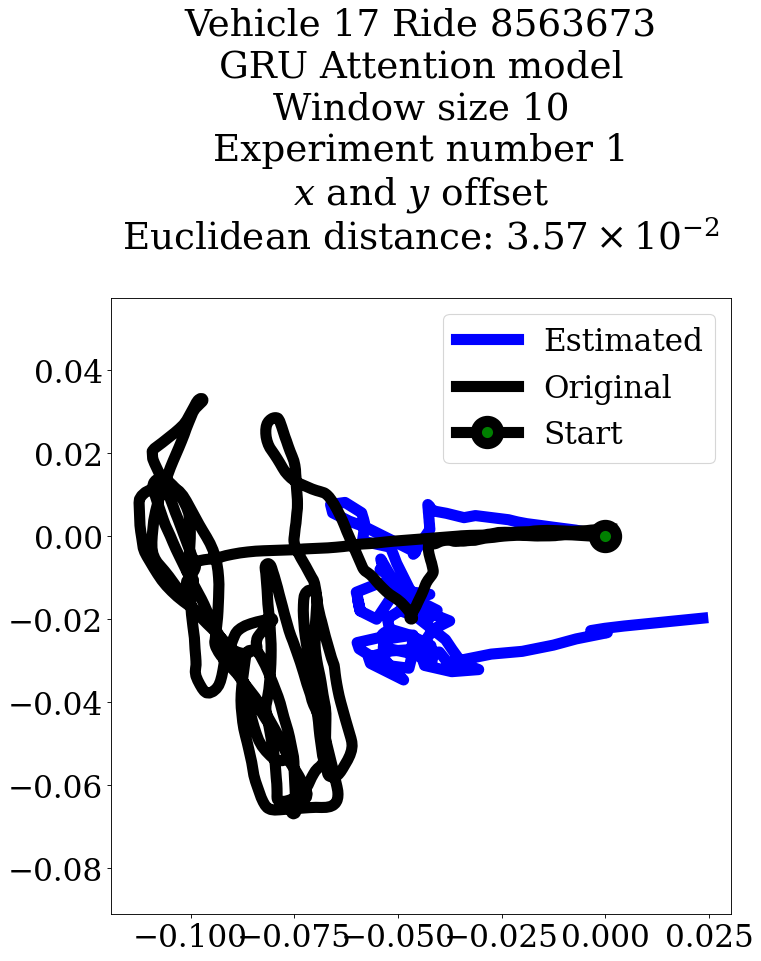 Vehicle 17 Ride 8563673
GRU Attention model
Window size 10
Experiment number 1
x and y offset
Euclidean distance: 3.57 × 10⁻²
Estimated
Original
Start
0.04
0.02
0.00
−0.02
−0.04
−0.06
−0.08
−0.100 −0.075 −0.050 −0.025 0.000 0.025